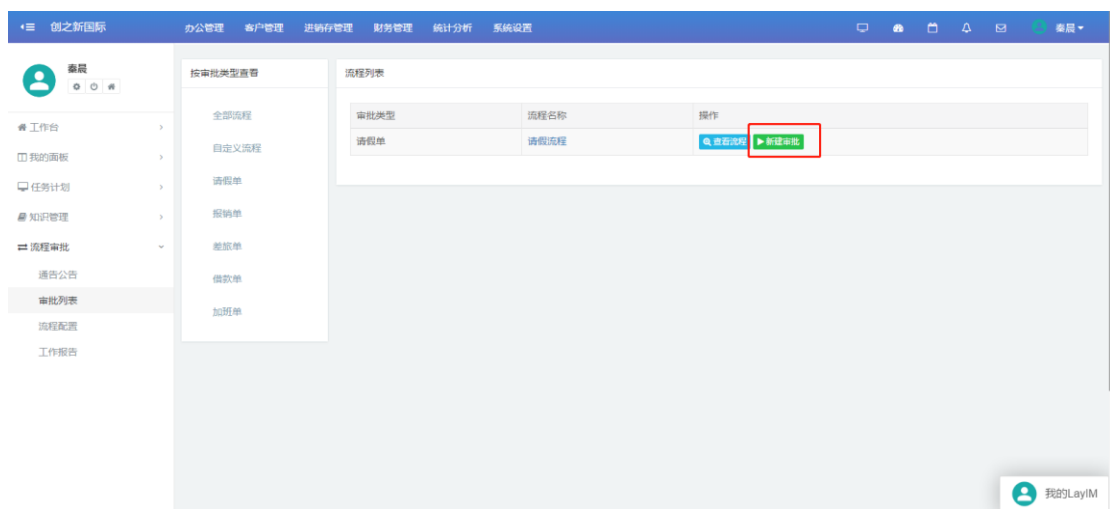 创之新国际 办公管理 客户管理 进销存管理 财务管理 统计分析 系统设置 秦晨
秦晨
工作台
我的面板
任务计划
知识管理
流程审批
通告公告
审批列表
流程配置
工作报告
按审批类型查看
全部流程
自定义流程
请假单
报销单
差旅单
借款单
加班单
流程列表
审批类型 流程名称 操作
请假单 请假流程 查看流程 新建审批
我的LayIM